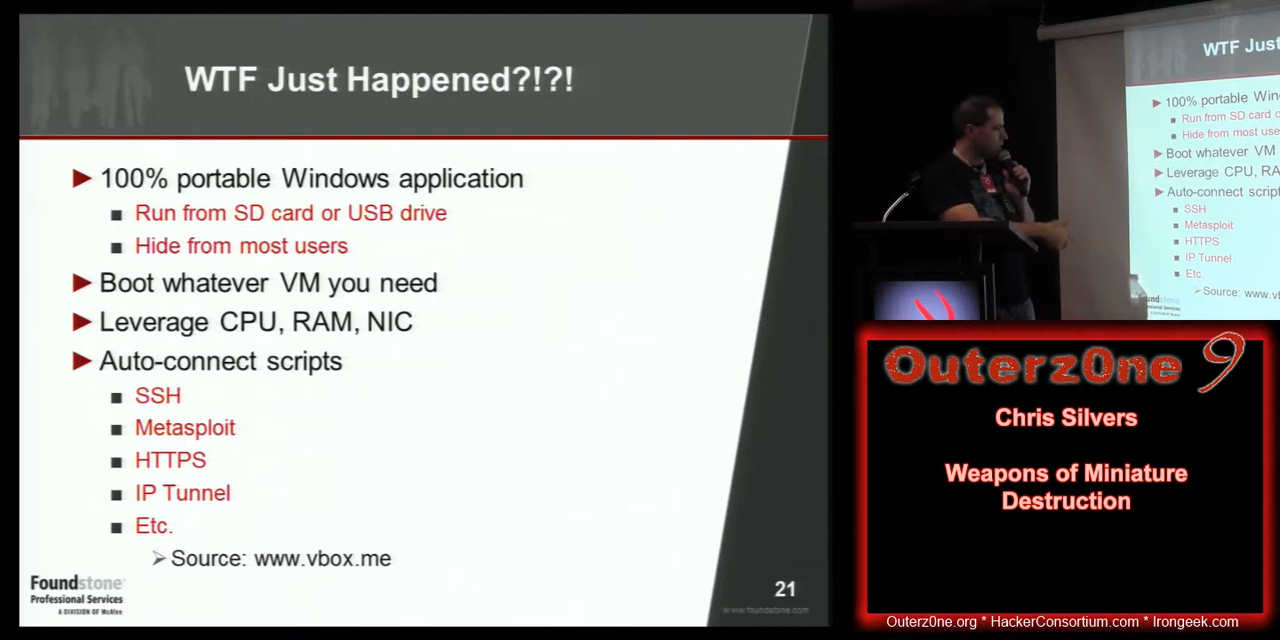 WTF Just Happened?!?!
100% portable Windows application
Run from SD card or USB drive
Hide from most users
Boot whatever VM you need
Leverage CPU, RAM, NIC
Auto-connect scripts
SSH
Metasploit
HTTPS
IP Tunnel
Etc.
Source: www.vbox.me
Foundstone
Professional Services
A DIVISION OF McAfee
21
www.foundstone.com
WTF Just
100% portable Win
Run from SD card o
Hide from most use
Boot whatever VM
Leverage CPU, RA
Auto-connect script
SSH
Metasploit
HTTPS
IP Tunnel
Etc.
Source: www.vb
Professional Services
Outerz0ne 9
Chris Silvers
Weapons of Miniature
Destruction
Outerz0ne.org * HackerConsortium.com * Irongeek.com